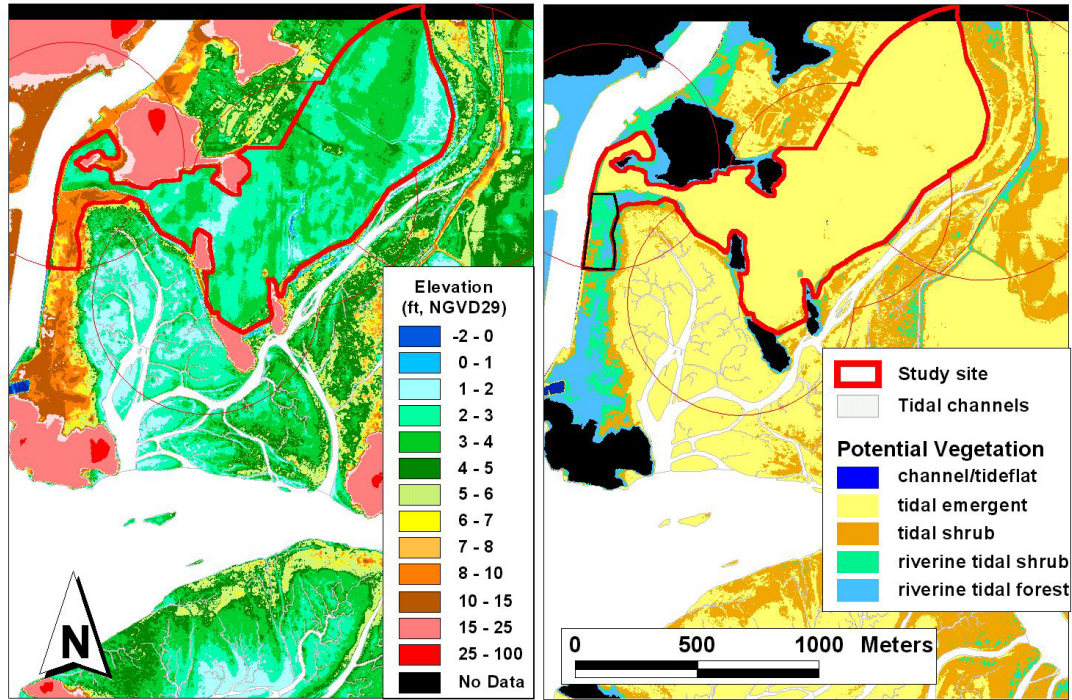 Elevation
(ft, NGVD29)
-2 - 0
0 - 1
1 - 2
2 - 3
3 - 4
4 - 5
5 - 6
6 - 7
7 - 8
8 - 10
10 - 15
15 - 25
25 - 100
No Data
N
Study site
Tidal channels
Potential Vegetation
channel/tideflat
tidal emergent
tidal shrub
riverine tidal shrub
riverine tidal forest
0 500 1000 Meters